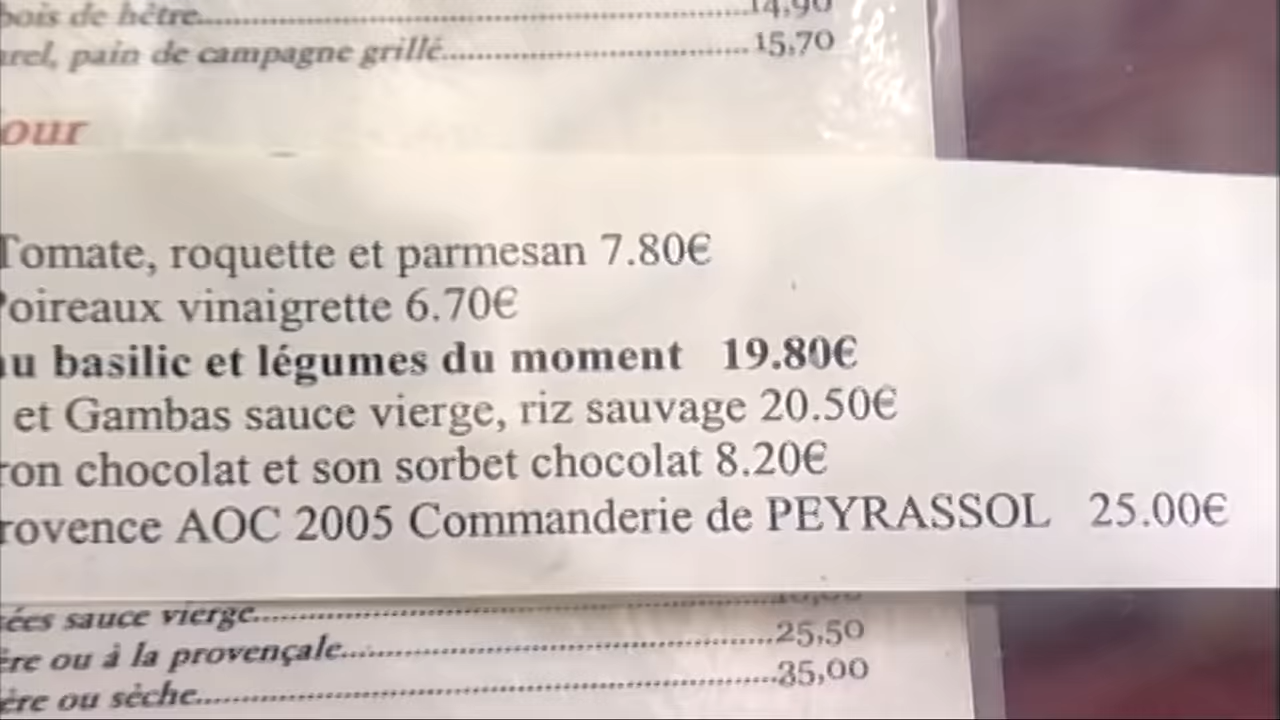 bois de hêtre..........14,90
arel, pain de campagne grillé..........15,70
our
Tomate, roquette et parmesan 7.80€
Poireaux vinaigrette 6.70€
au basilic et légumes du moment 19.80€
et Gambas sauce vierge, riz sauvage 20.50€
ron chocolat et son sorbet chocolat 8.20€
rovence AOC 2005 Commanderie de PEYRASSOL 25.00€
ées sauce vierge..........
ère ou à la provençale..........25,50
ère ou sèche..........35,00